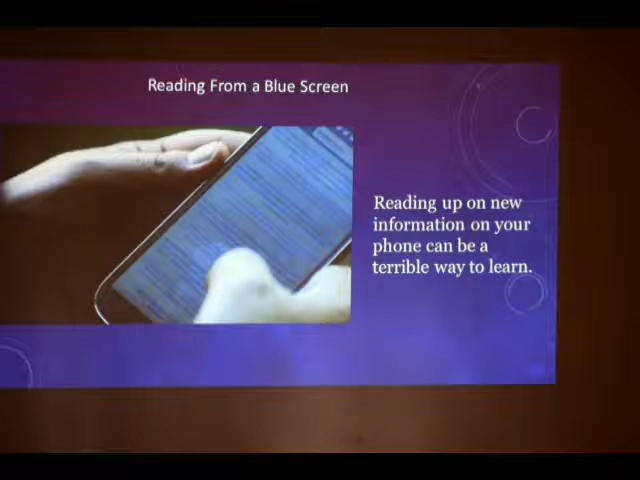 Reading From a Blue Screen
Reading up on new
information on your
phone can be a
terrible way to learn.